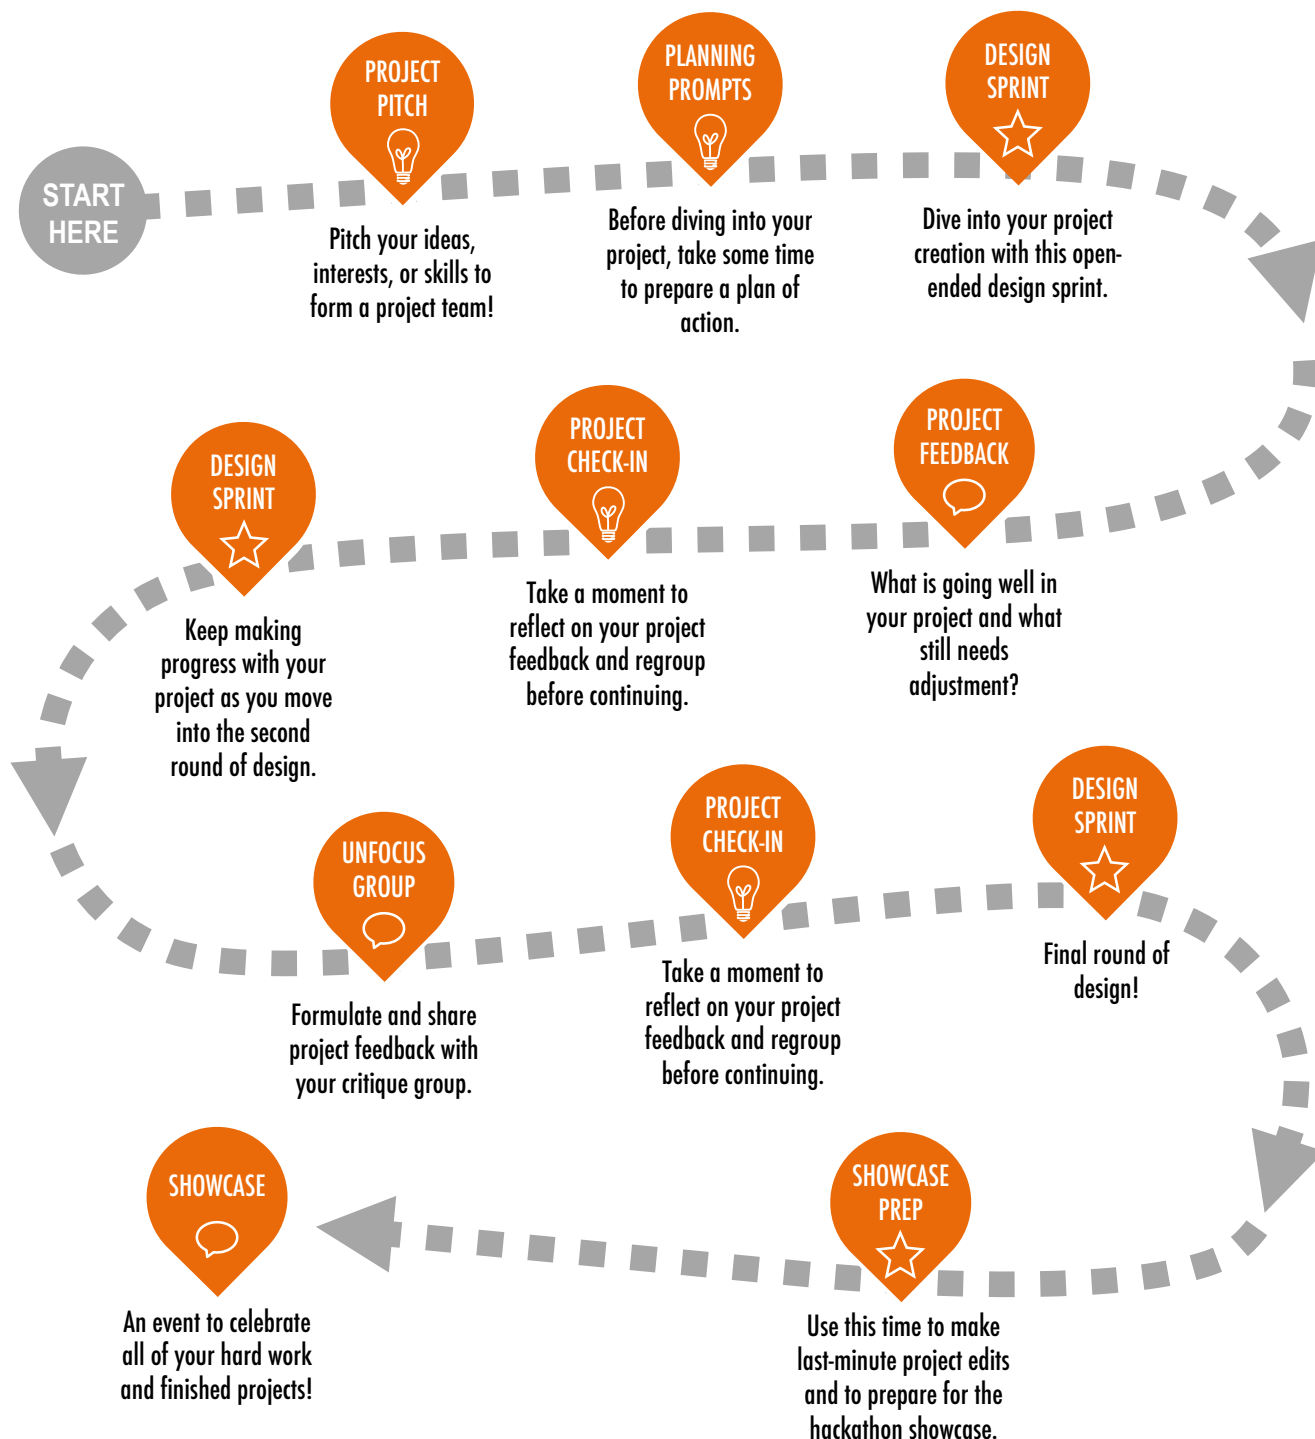 START
HERE
PROJECT
PITCH
Pitch your ideas,
interests, or skills to
form a project team!
PLANNING
PROMPTS
Before diving into your
project, take some time
to prepare a plan of
action.
DESIGN
SPRINT
Dive into your project
creation with this open-
ended design sprint.
PROJECT
FEEDBACK
What is going well in
your project and what
still needs
adjustment?
PROJECT
CHECK-IN
Take a moment to
reflect on your project
feedback and regroup
before continuing.
DESIGN
SPRINT
Keep making
progress with your
project as you move
into the second
round of design.
UNFOCUS
GROUP
Formulate and share
project feedback with
your critique group.
PROJECT
CHECK-IN
Take a moment to
reflect on your project
feedback and regroup
before continuing.
DESIGN
SPRINT
Final round of
design!
SHOWCASE
PREP
Use this time to make
last-minute project edits
and to prepare for the
hackathon showcase.
SHOWCASE
An event to celebrate
all of your hard work
and finished projects!